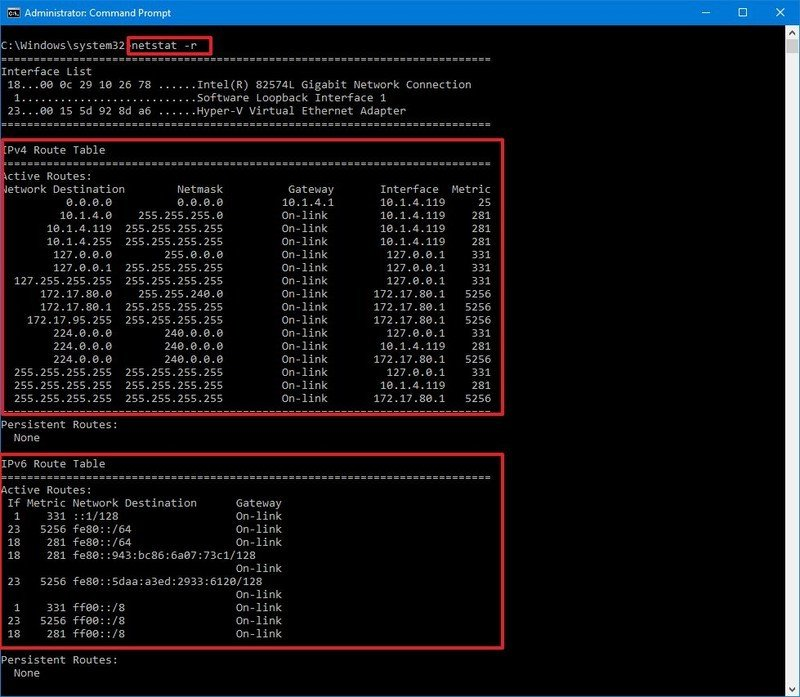 Administrator: Command Prompt
C:\Windows\system32>netstat -r
===========================================================================
Interface List
 18...00 0c 29 10 26 78 ......Intel(R) 82574L Gigabit Network Connection
  1...........................Software Loopback Interface 1
 23...00 15 5d 92 8d a6 ......Hyper-V Virtual Ethernet Adapter
===========================================================================
IPv4 Route Table
===========================================================================
Active Routes:
Network Destination        Netmask          Gateway       Interface  Metric
          0.0.0.0          0.0.0.0         10.1.4.1       10.1.4.119     25
         10.1.4.0    255.255.255.0         On-link        10.1.4.119    281
       10.1.4.119  255.255.255.255         On-link        10.1.4.119    281
       10.1.4.255  255.255.255.255         On-link        10.1.4.119    281
        127.0.0.0        255.0.0.0         On-link         127.0.0.1    331
        127.0.0.1  255.255.255.255         On-link         127.0.0.1    331
  127.255.255.255  255.255.255.255         On-link         127.0.0.1    331
      172.17.80.0    255.255.240.0         On-link       172.17.80.1   5256
      172.17.80.1  255.255.255.255         On-link       172.17.80.1   5256
    172.17.95.255  255.255.255.255         On-link       172.17.80.1   5256
        224.0.0.0        240.0.0.0         On-link         127.0.0.1    331
        224.0.0.0        240.0.0.0         On-link        10.1.4.119    281
        224.0.0.0        240.0.0.0         On-link       172.17.80.1   5256
  255.255.255.255  255.255.255.255         On-link         127.0.0.1    331
  255.255.255.255  255.255.255.255         On-link        10.1.4.119    281
  255.255.255.255  255.255.255.255         On-link       172.17.80.1   5256
===========================================================================
Persistent Routes:
  None
IPv6 Route Table
===========================================================================
Active Routes:
 If Metric Network Destination      Gateway
  1    331 ::1/128                  On-link
 23   5256 fe80::/64                On-link
 18    281 fe80::/64                On-link
 18    281 fe80::943:bc86:6a07:73c1/128
                                    On-link
 23   5256 fe80::5daa:a3ed:2933:6120/128
                                    On-link
  1    331 ff00::/8                 On-link
 23   5256 ff00::/8                 On-link
 18    281 ff00::/8                 On-link
Persistent Routes:
  None